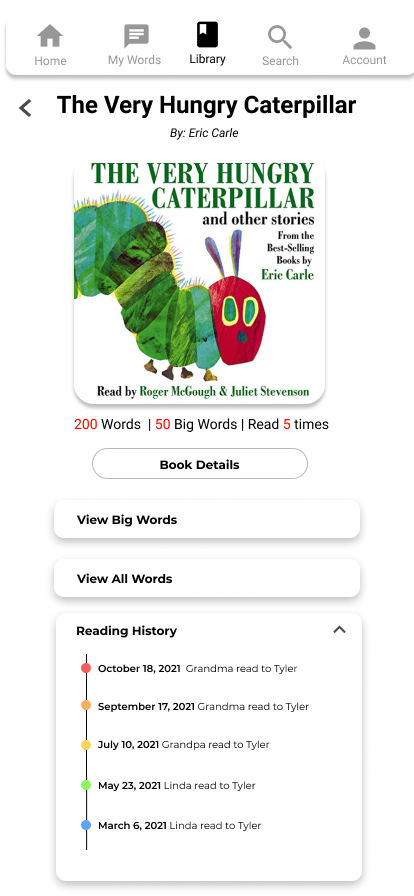 Home My Words Library Search Account
The Very Hungry Caterpillar
By: Eric Carle
THE VERY HUNGRY
CATERPILLAR
and other stories
From the
Best-Selling
Books by
Eric Carle
Read by Roger McGough & Juliet Stevenson
200 Words | 50 Big Words | Read 5 times
Book Details
View Big Words
View All Words
Reading History
October 18, 2021 Grandma read to Tyler
September 17, 2021 Grandma read to Tyler
July 10, 2021 Grandpa read to Tyler
May 23, 2021 Linda read to Tyler
March 6, 2021 Linda read to Tyler